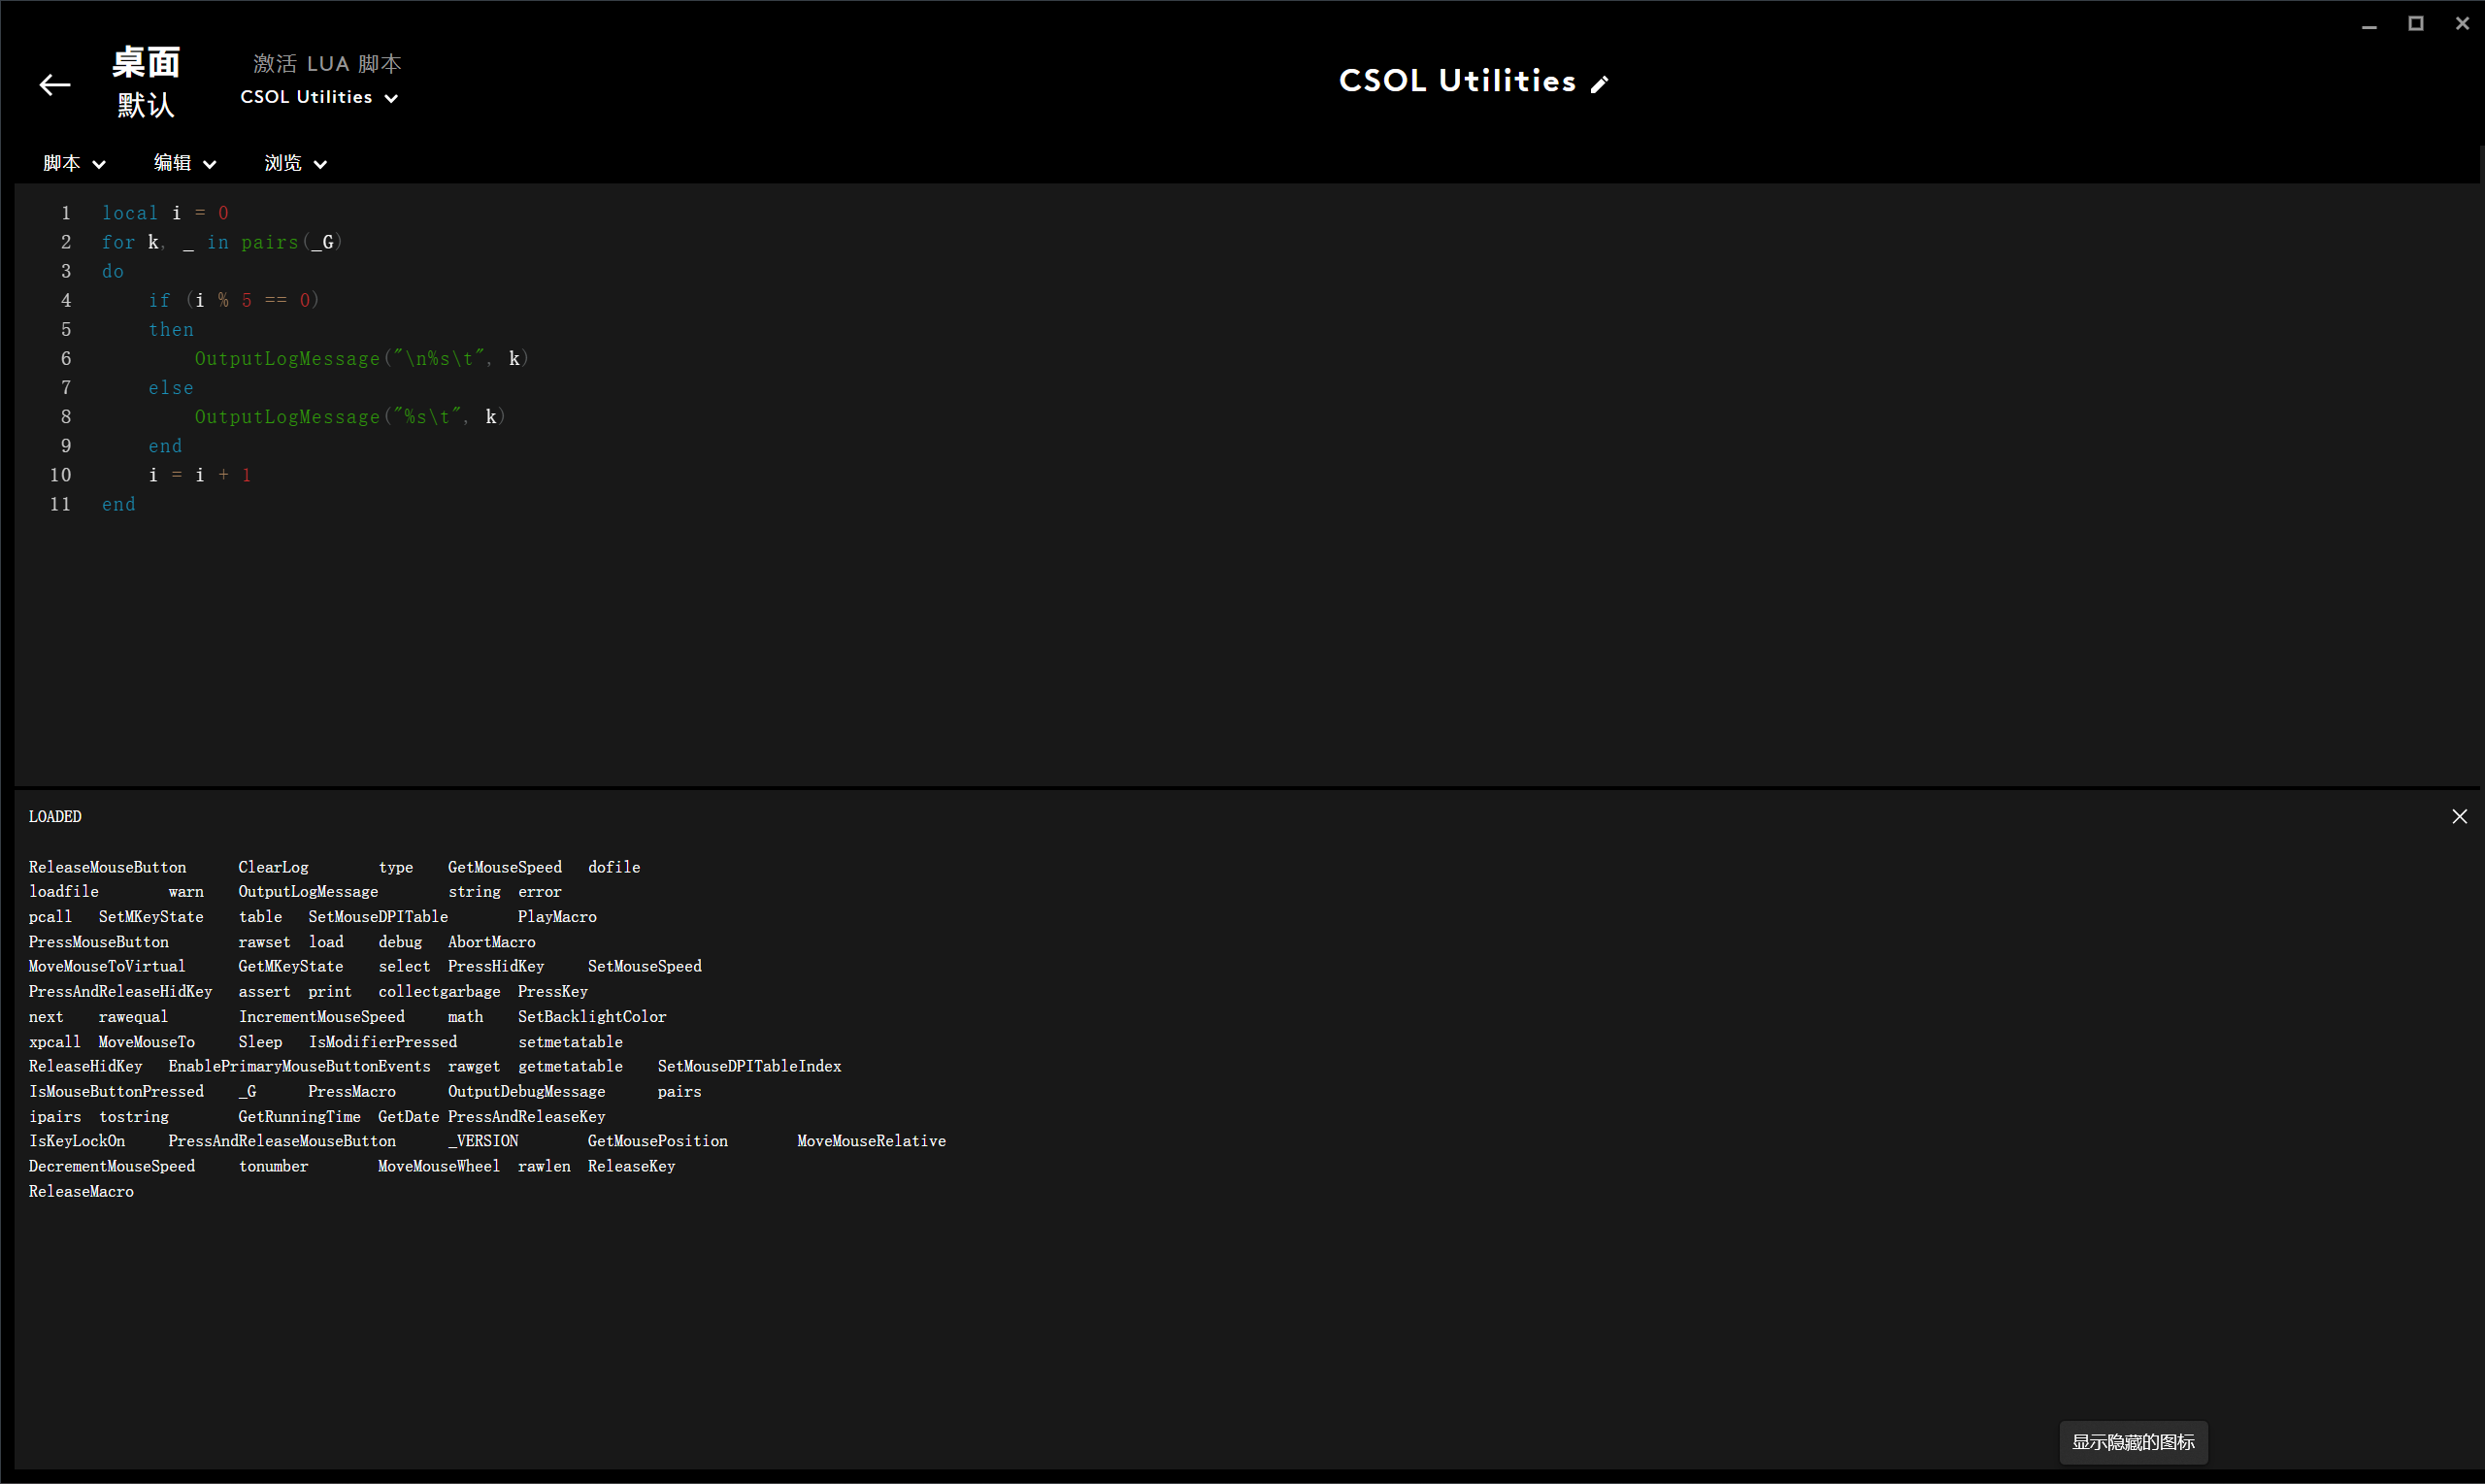 桌面
默认
激活 LUA 脚本
CSOL Utilities
CSOL Utilities
脚本 编辑 浏览
1 local i = 0
2 for k, _ in pairs(_G)
3 do
4     if (i % 5 == 0)
5     then
6         OutputLogMessage("\n%s\t", k)
7     else
8         OutputLogMessage("%s\t", k)
9     end
10     i = i + 1
11 end
LOADED
ReleaseMouseButton ClearLog type GetMouseSpeed dofile
loadfile warn OutputLogMessage string error
pcall SetMKeyState table SetMouseDPITable PlayMacro
PressMouseButton rawset load debug AbortMacro
MoveMouseToVirtual GetMKeyState select PressHidKey SetMouseSpeed
PressAndReleaseHidKey assert print collectgarbage PressKey
next rawequal IncrementMouseSpeed math SetBacklightColor
xpcall MoveMouseTo Sleep IsModifierPressed setmetatable
ReleaseHidKey EnablePrimaryMouseButtonEvents rawget getmetatable SetMouseDPITableIndex
IsMouseButtonPressed _G PressMacro OutputDebugMessage pairs
ipairs tostring GetRunningTime GetDate PressAndReleaseKey
IsKeyLockOn PressAndReleaseMouseButton _VERSION GetMousePosition MoveMouseRelative
DecrementMouseSpeed tonumber MoveMouseWheel rawlen ReleaseKey
ReleaseMacro
显示隐藏的图标